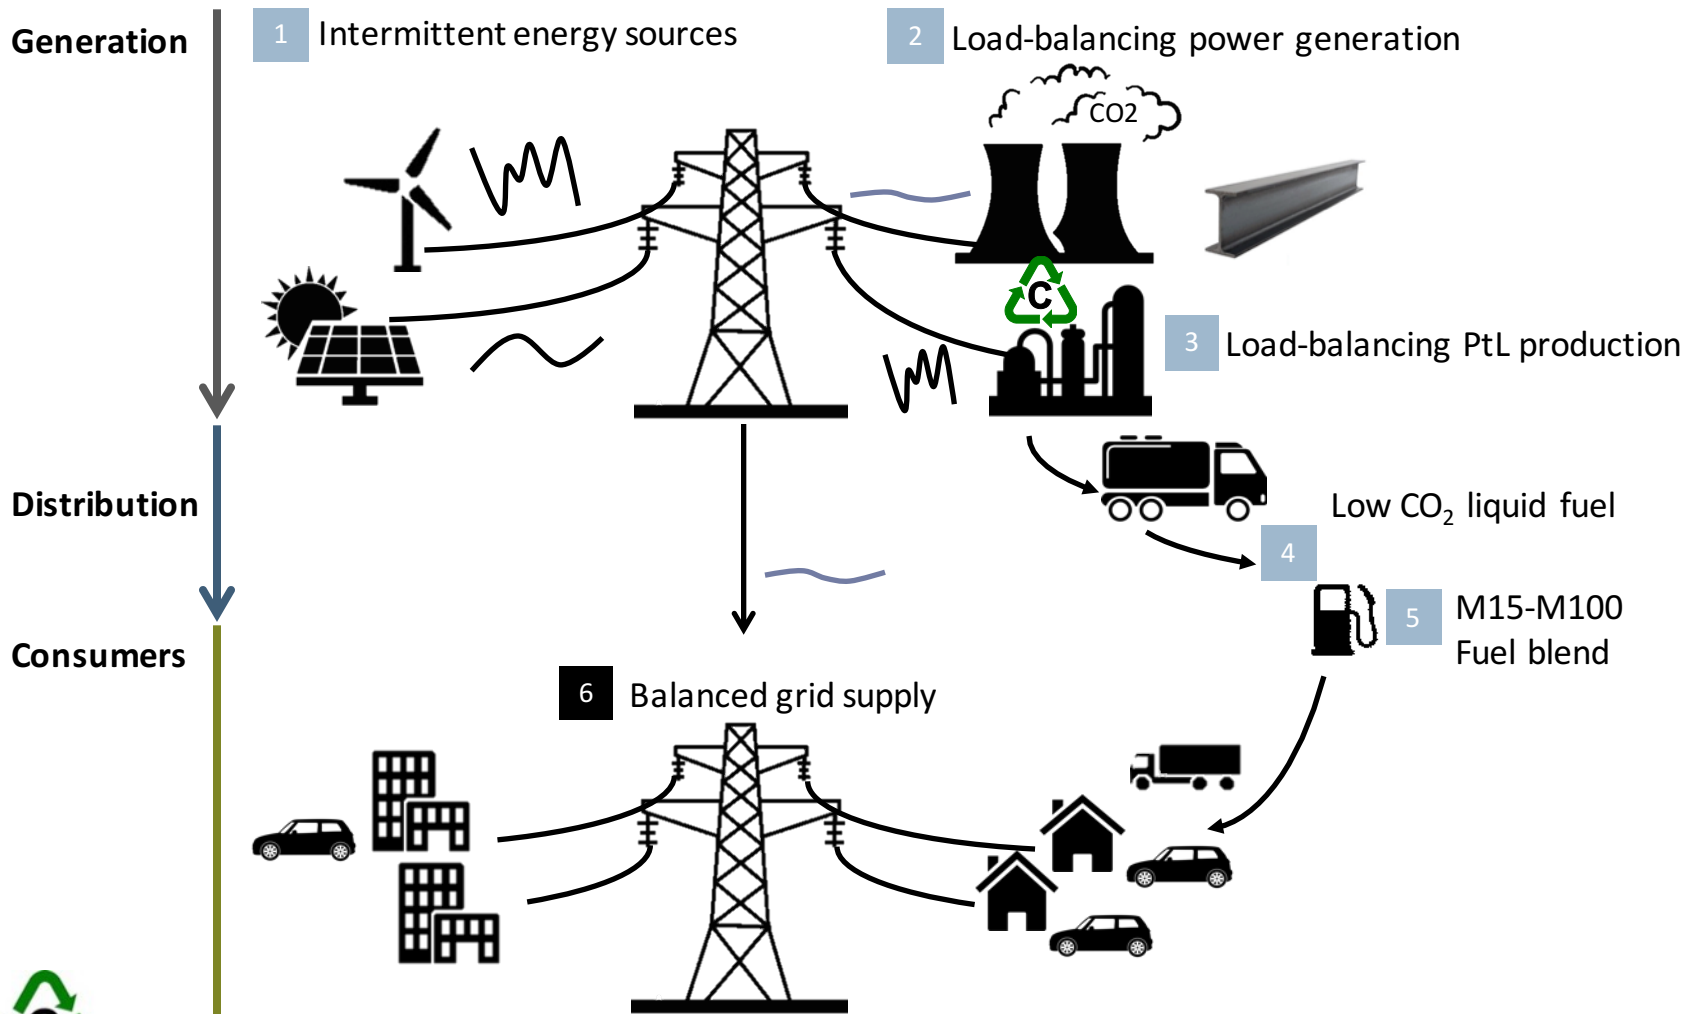 Generation
1 Intermittent energy sources
2 Load-balancing power generation
CO2
C
3 Load-balancing PtL production
Distribution
Low CO₂ liquid fuel
4
5 M15-M100
Fuel blend
Consumers
6 Balanced grid supply